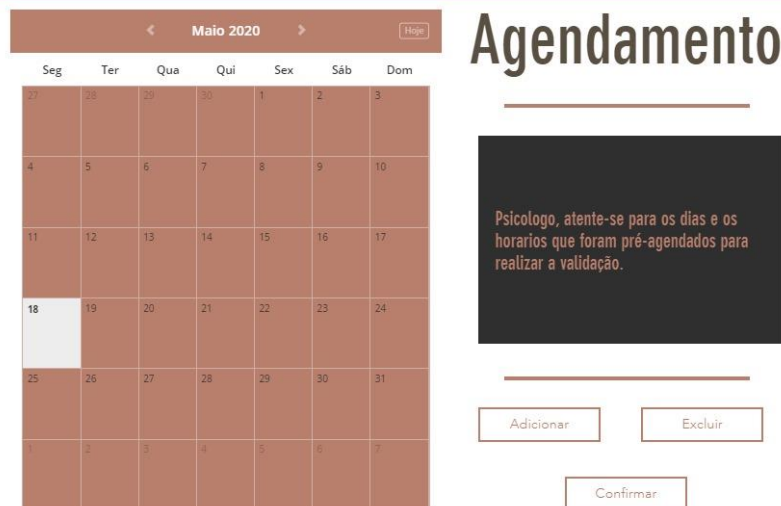 Maio 2020
Hoje
Seg Ter Qua Qui Sex Sáb Dom
27 28 29 30 1 2 3
4 5 6 7 8 9 10
11 12 13 14 15 16 17
18 19 20 21 22 23 24
25 26 27 28 29 30 31
1 2 3 4 5 6 7
Agendamento
Psicologo, atente-se para os dias e os
horarios que foram pré-agendados para
realizar a validação.
Adicionar Excluir
Confirmar